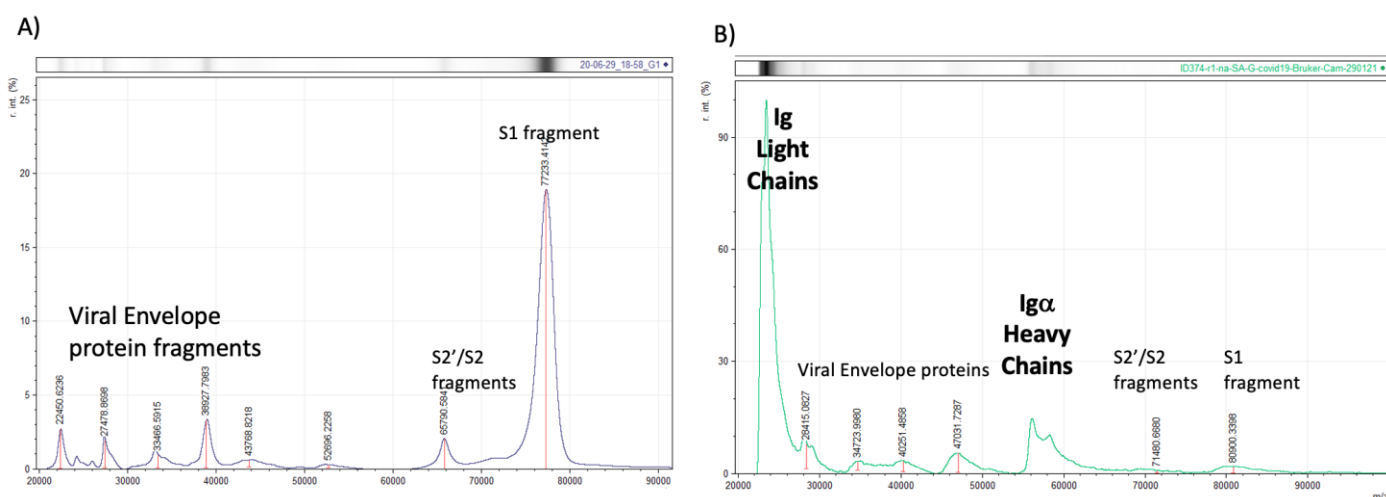 A)
20-06-29_18-58_G1
r. int. (%)
25
20
15
10
5
0
S1 fragment
77233.414
Viral Envelope
protein fragments
S2’/S2
fragments
22450.6236
27478.8698
33466.5915
38927.7983
43768.8218
52696.2258
65790.584
20000
30000
40000
50000
60000
70000
80000
90000
B)
ID374-r1-na-SA-G-covid19-Bruker-Cam-290121
r. int. (%)
90
60
30
0
Ig
Light
Chains
Viral Envelope proteins
Igα
Heavy
Chains
S2’/S2
fragments
S1
fragment
28415.0827
34723.9980
40251.4868
47031.7287
71480.6680
80900.3398
20000
30000
40000
50000
60000
70000
80000
90000